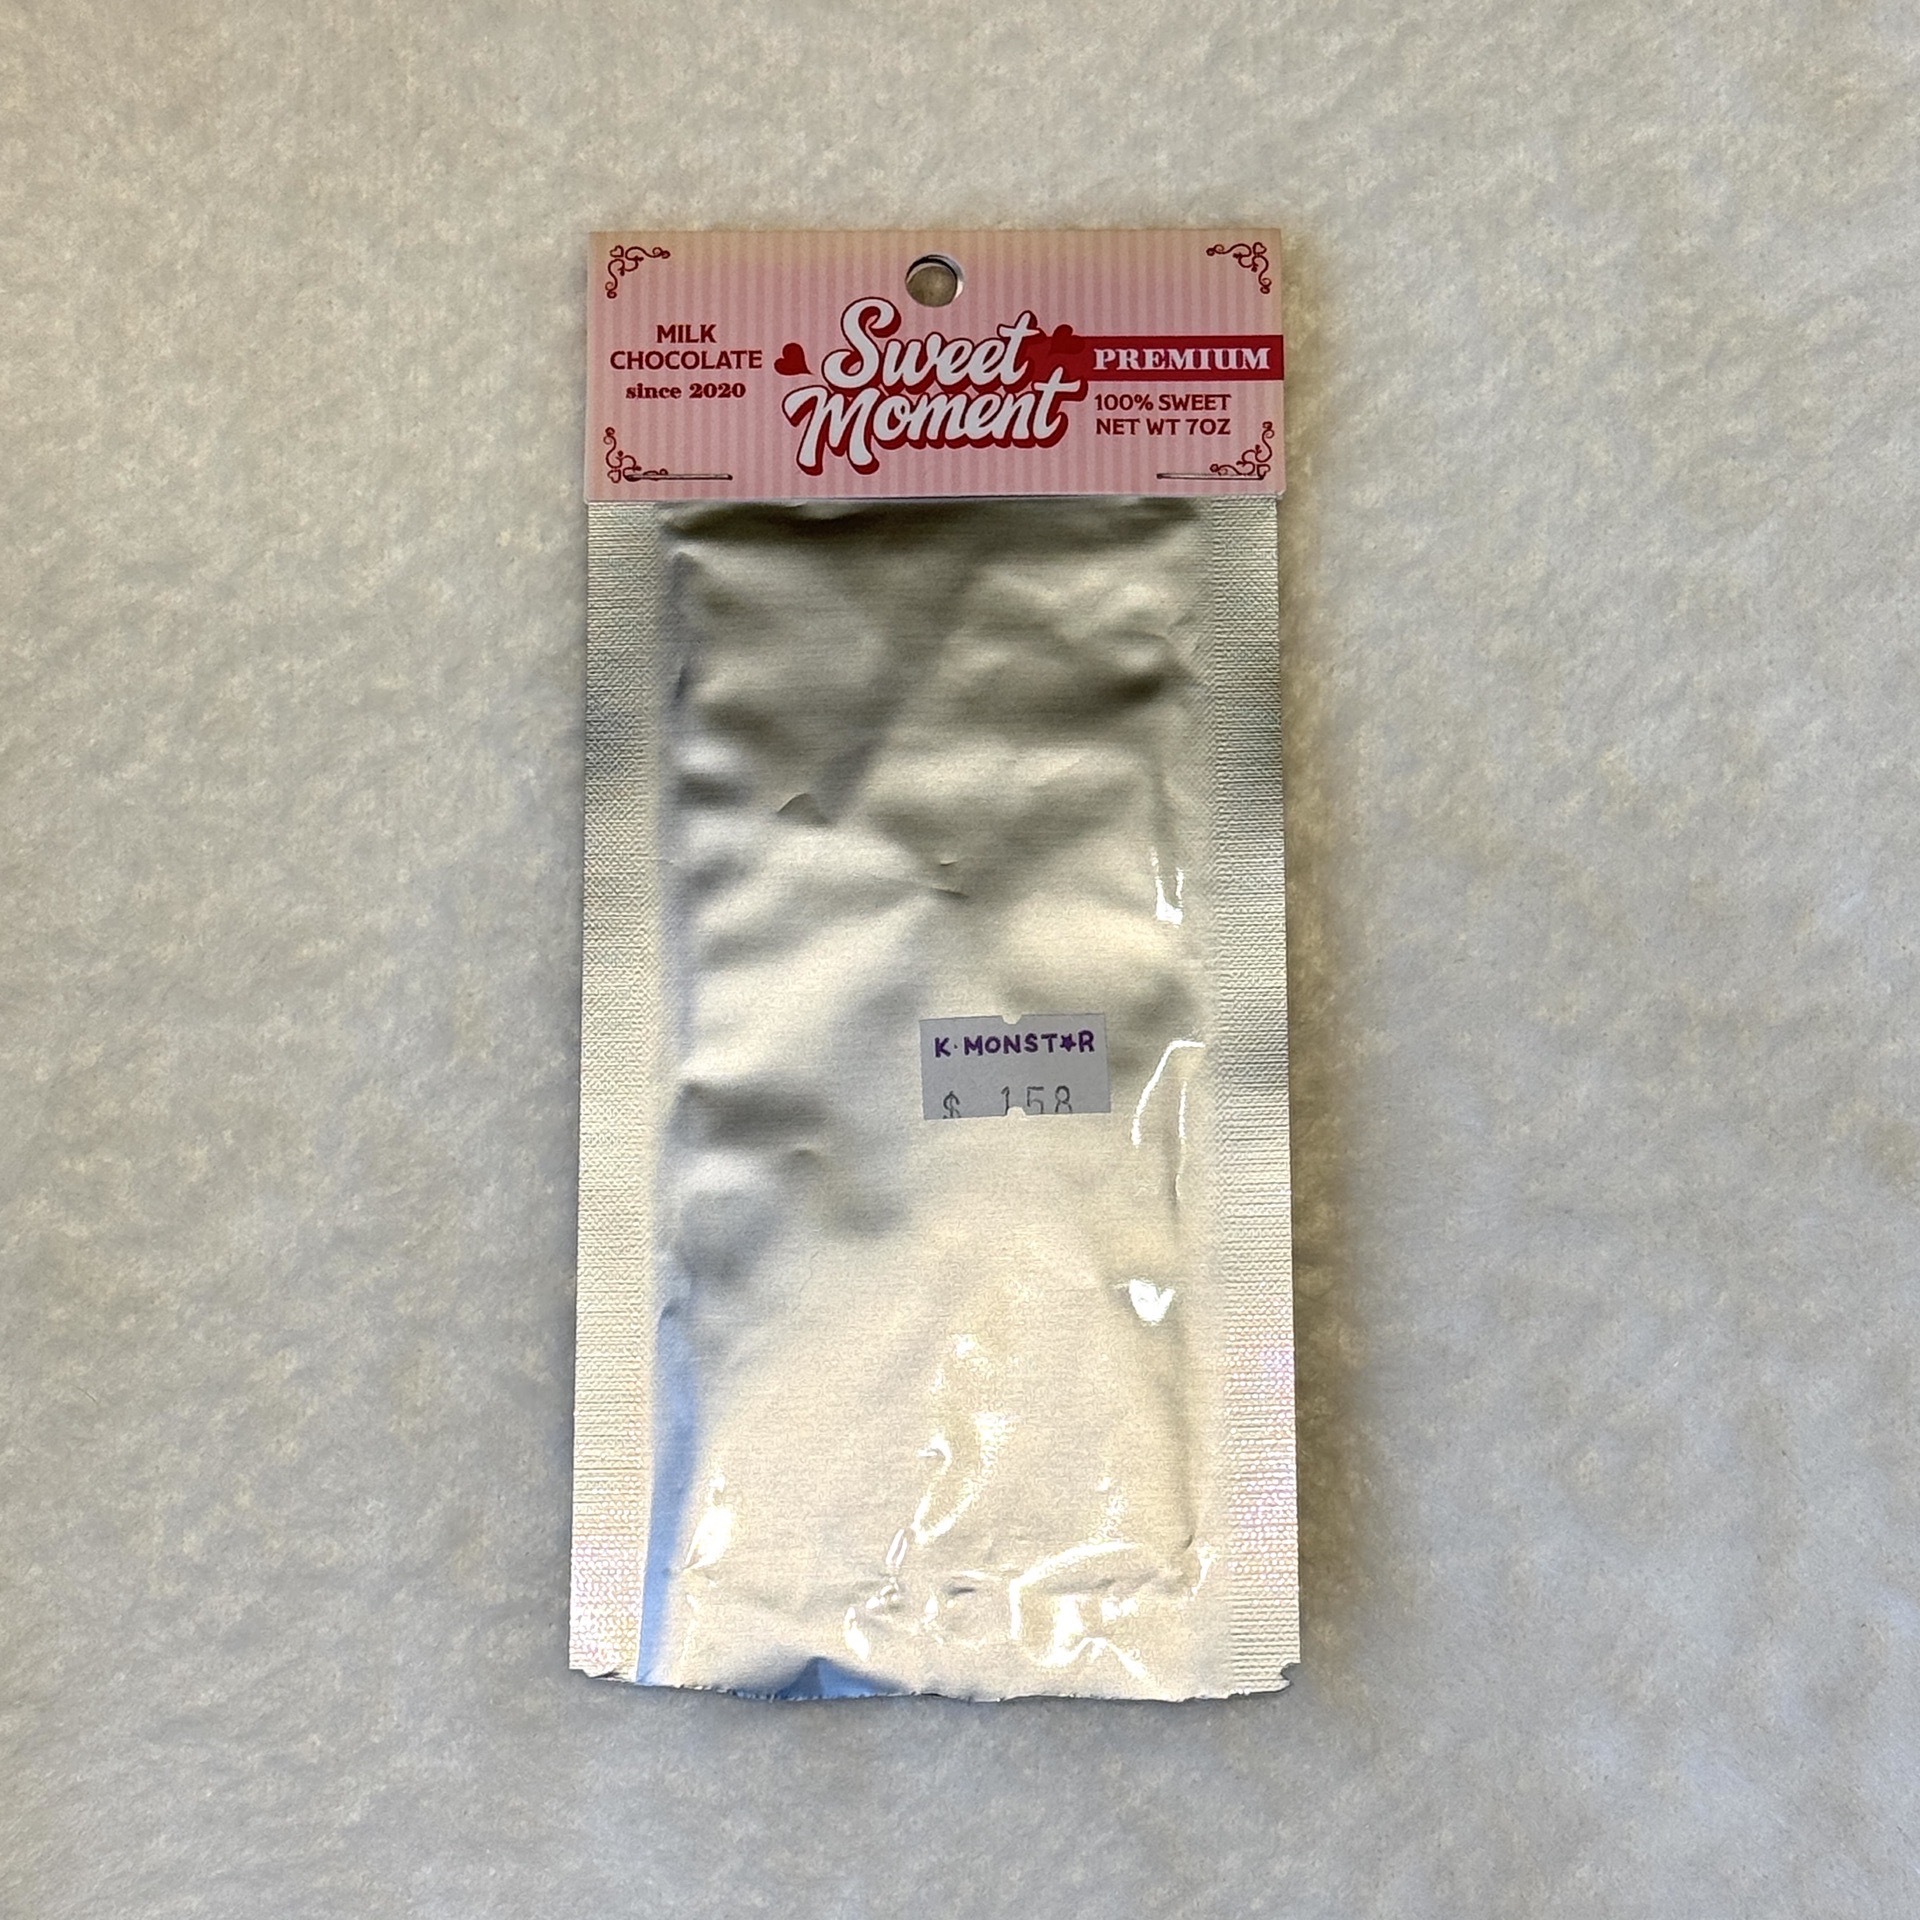 MILK
CHOCOLATE
since 2020
Sweet
Moment
PREMIUM
100% SWEET
NET WT 7OZ
K·MONST★R
$ 158